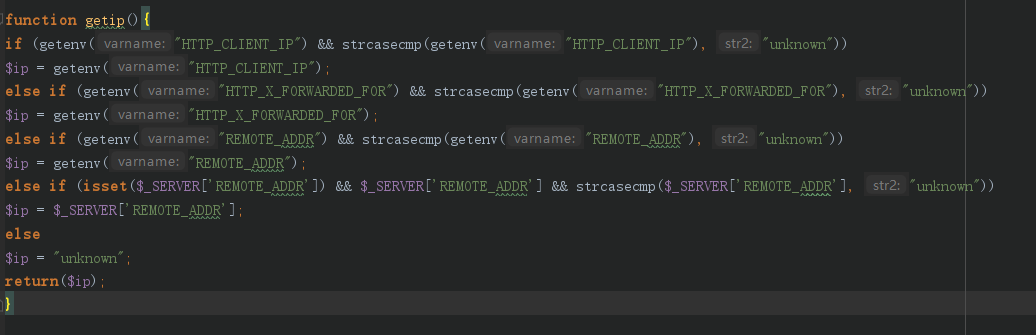 function getip(){
if (getenv( varname: "HTTP_CLIENT_IP") && strcasecmp(getenv( varname: "HTTP_CLIENT_IP"), str2: "unknown"))
$ip = getenv( varname: "HTTP_CLIENT_IP");
else if (getenv( varname: "HTTP_X_FORWARDED_FOR") && strcasecmp(getenv( varname: "HTTP_X_FORWARDED_FOR"), str2: "unknown"))
$ip = getenv( varname: "HTTP_X_FORWARDED_FOR");
else if (getenv( varname: "REMOTE_ADDR") && strcasecmp(getenv( varname: "REMOTE_ADDR"), str2: "unknown"))
$ip = getenv( varname: "REMOTE_ADDR");
else if (isset($_SERVER['REMOTE_ADDR']) && $_SERVER['REMOTE_ADDR'] && strcasecmp($_SERVER['REMOTE_ADDR'], str2: "unknown"))
$ip = $_SERVER['REMOTE_ADDR'];
else
$ip = "unknown";
return($ip);
}